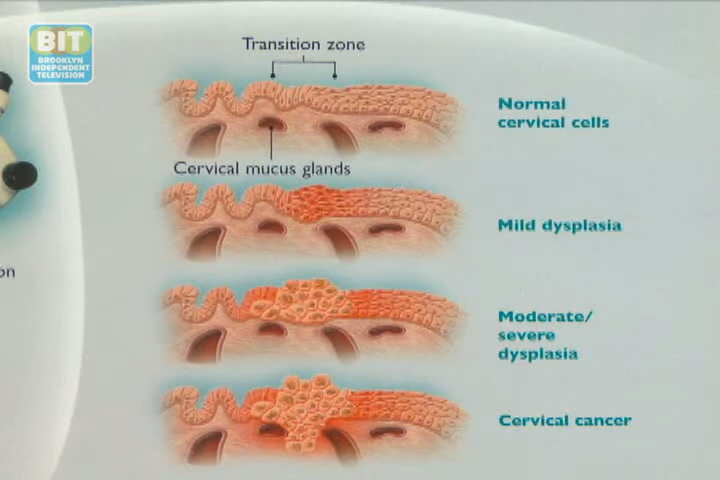 BIT
BROOKLYN
INDEPENDENT
TELEVISION
Transition zone
Normal
cervical cells
Cervical mucus glands
Mild dysplasia
on
Moderate/
severe
dysplasia
Cervical cancer